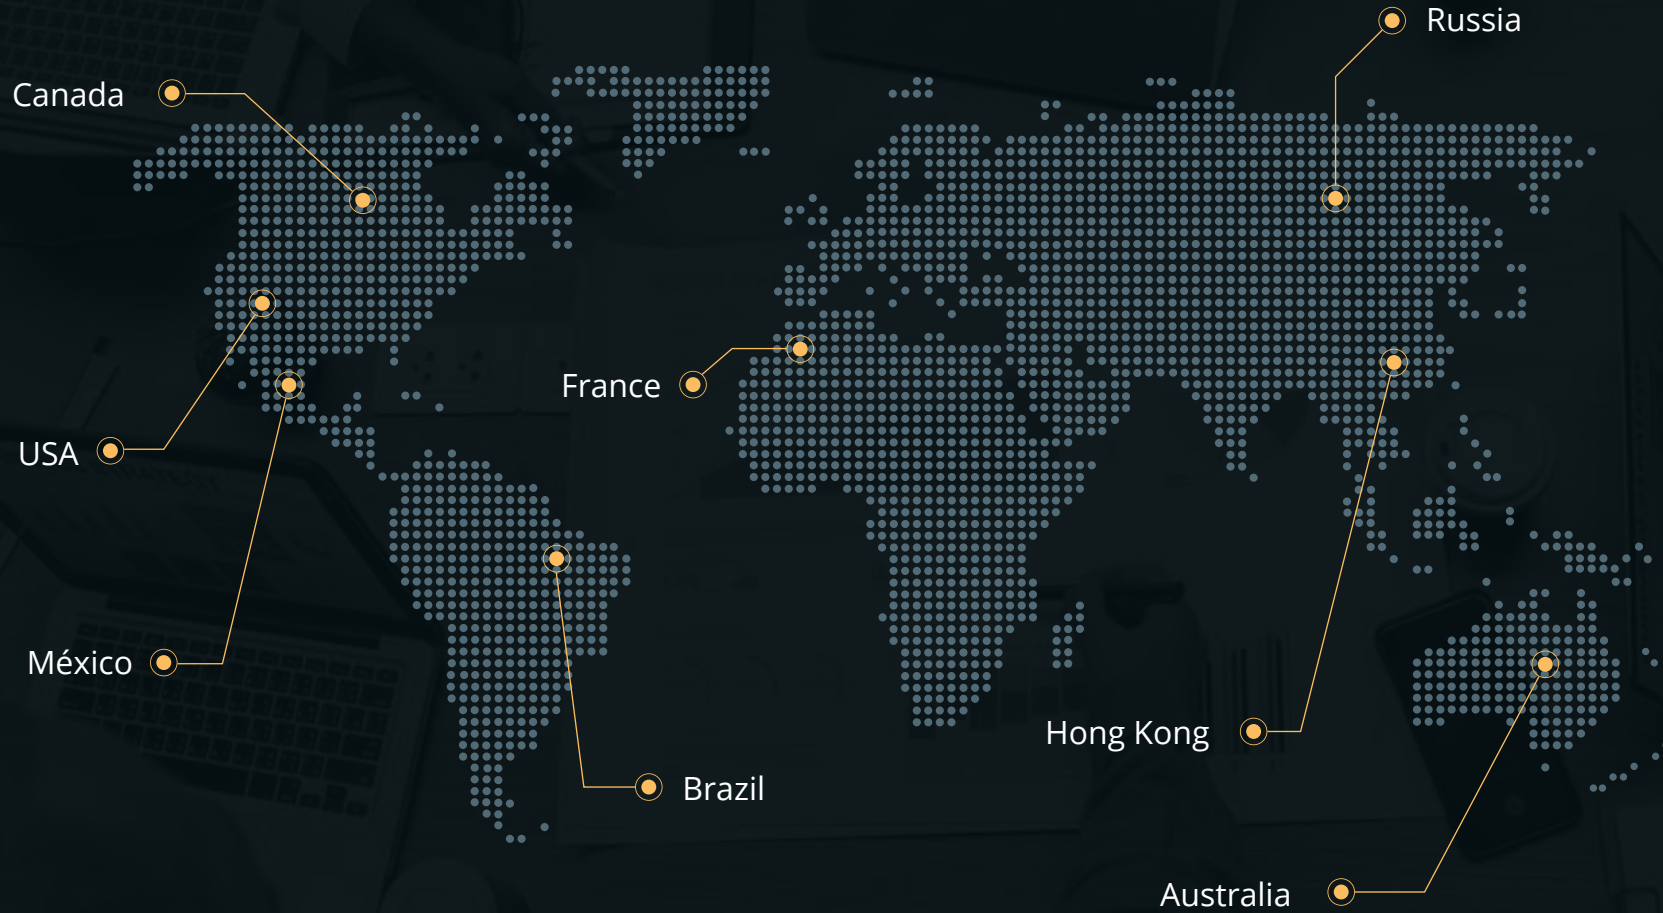 Russia
Canada
France
USA
México
Hong Kong
Brazil
Australia